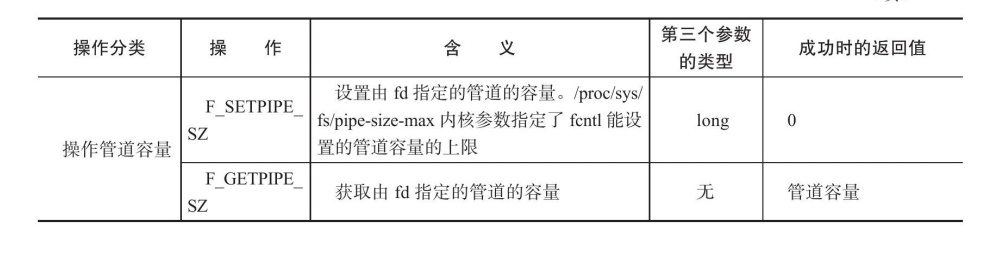 操作分类 操 作 含 义 第三个参数的类型 成功时的返回值
操作管道容量
F_SETPIPE_
SZ
设置由 fd 指定的管道的容量。/proc/sys/
fs/pipe-size-max 内核参数指定了 fcntl 能设
置的管道容量的上限
long
0
F_GETPIPE_
SZ
获取由 fd 指定的管道的容量
无
管道容量